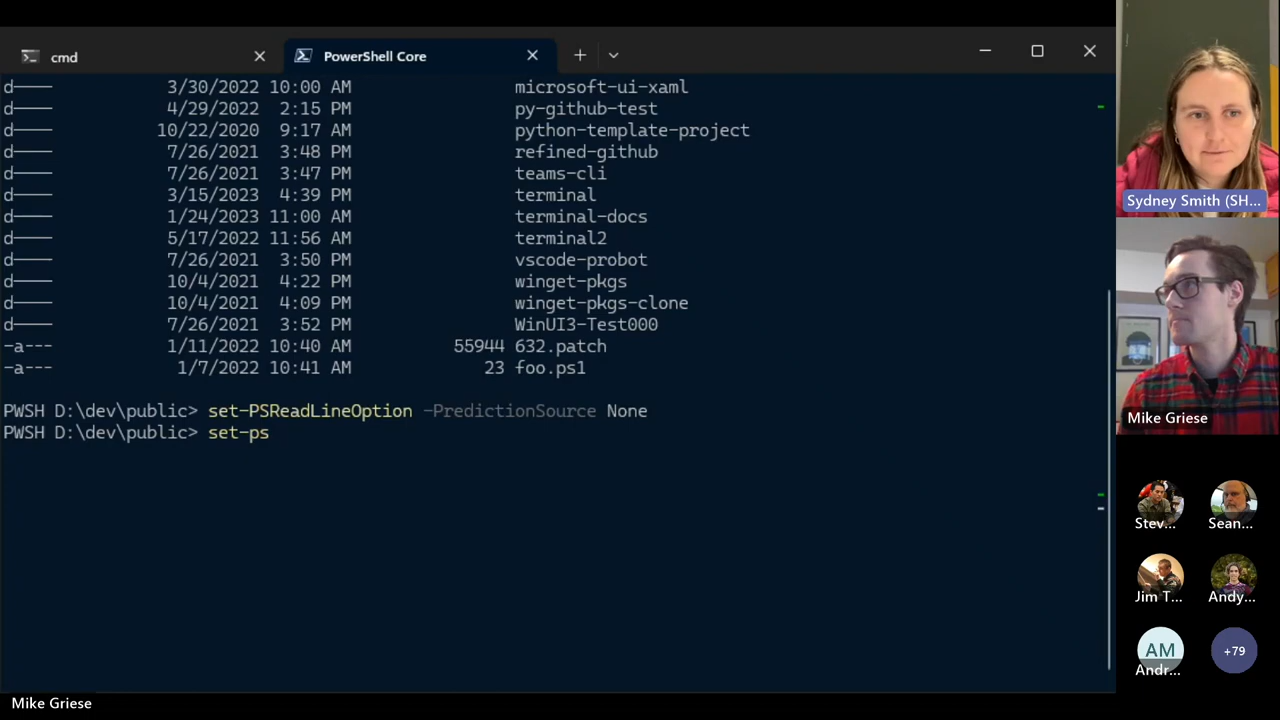 cmd
PowerShell Core
d---- 3/30/2022 10:00 AM microsoft-ui-xaml
d---- 4/29/2022 2:15 PM py-github-test
d---- 10/22/2020 9:17 AM python-template-project
d---- 7/26/2021 3:48 PM refined-github
d---- 7/26/2021 3:47 PM teams-cli
d---- 3/15/2023 4:39 PM terminal
d---- 1/24/2023 11:00 AM terminal-docs
d---- 5/17/2022 11:56 AM terminal2
d---- 7/26/2021 3:50 PM vscode-probot
d---- 10/4/2021 4:22 PM winget-pkgs
d---- 10/4/2021 4:09 PM winget-pkgs-clone
d---- 7/26/2021 3:52 PM WinUI3-Test000
-a--- 1/11/2022 10:40 AM 55944 632.patch
-a--- 1/7/2022 10:41 AM 23 foo.ps1
PWSH D:\dev\public> set-PSReadLineOption -PredictionSource None
PWSH D:\dev\public> set-ps
Mike Griese
Sydney Smith (SH...
Mike Griese
Stev... Sean...
Jim T... Andy...
AM +79
Andr...